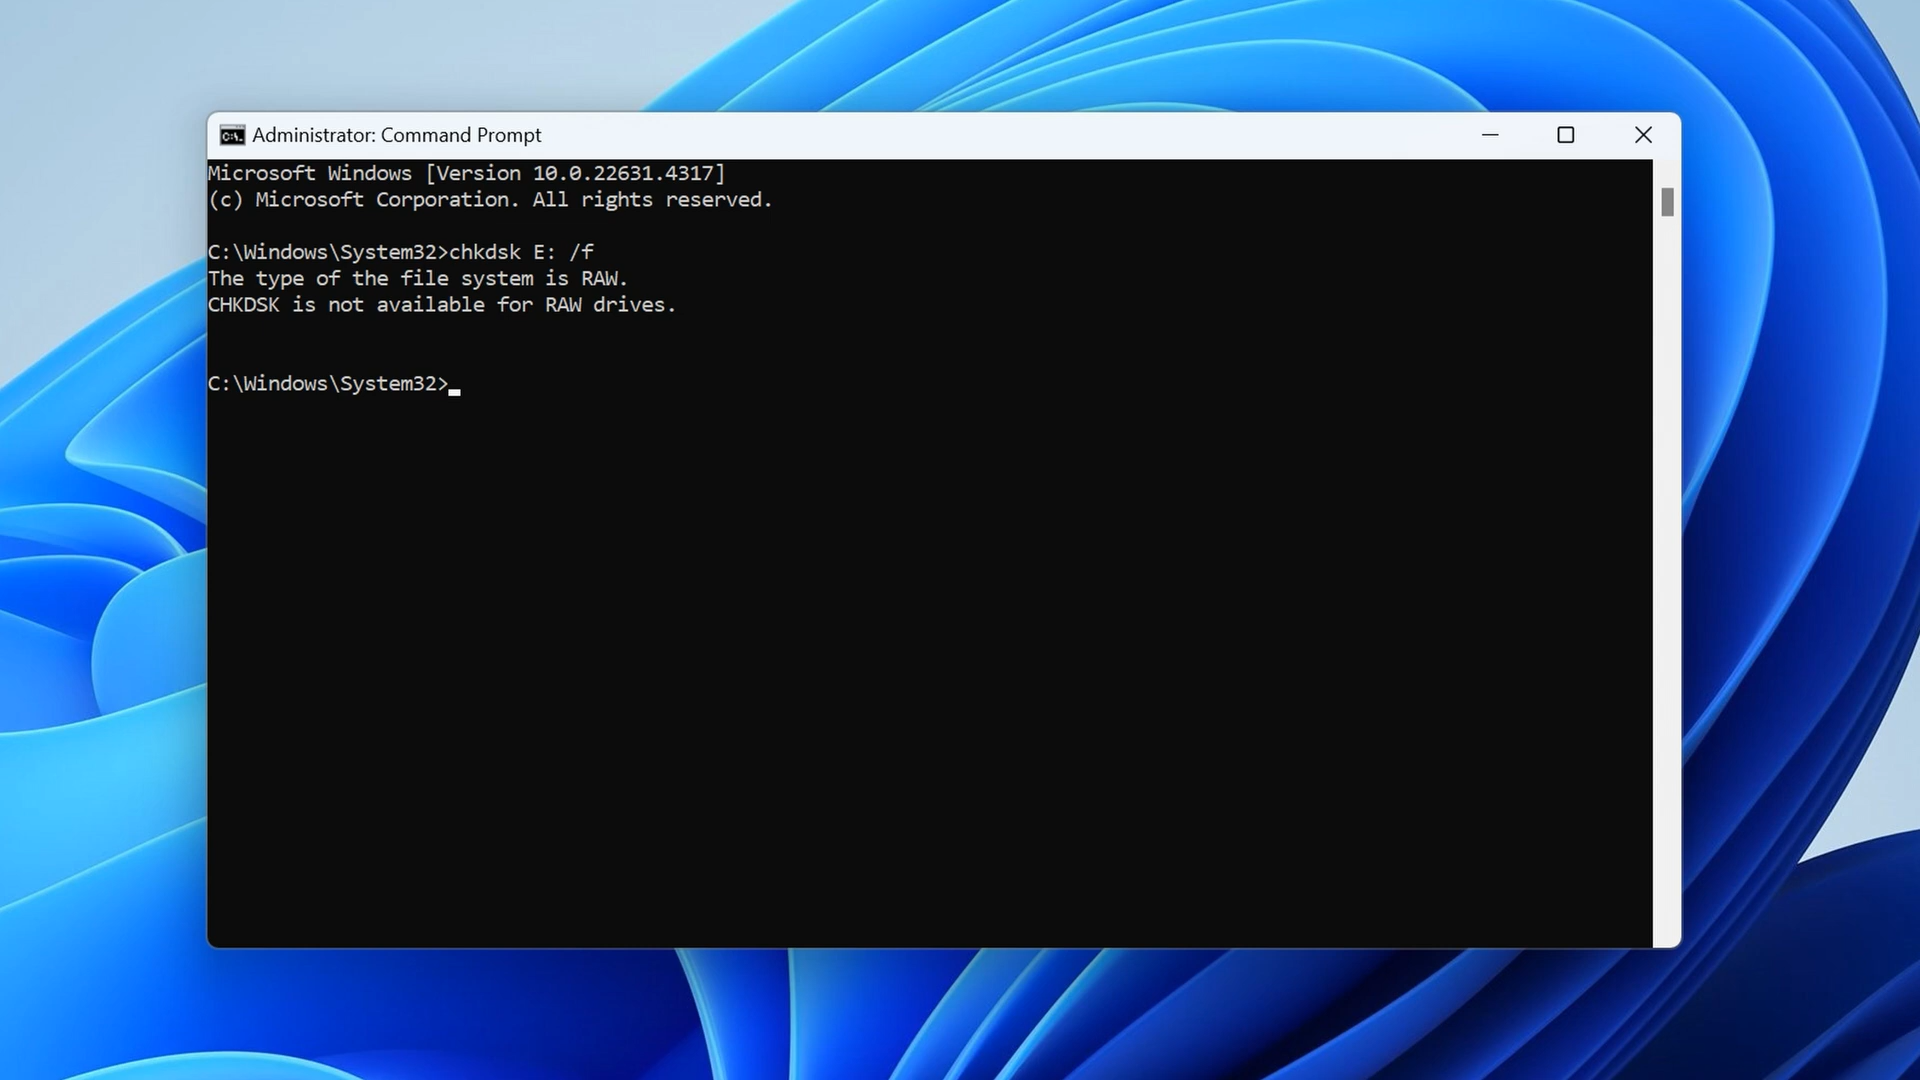 Administrator: Command Prompt
Microsoft Windows [Version 10.0.22631.4317]
(c) Microsoft Corporation. All rights reserved.
C:\Windows\System32>chkdsk E: /f
The type of the file system is RAW.
CHKDSK is not available for RAW drives.
C:\Windows\System32>